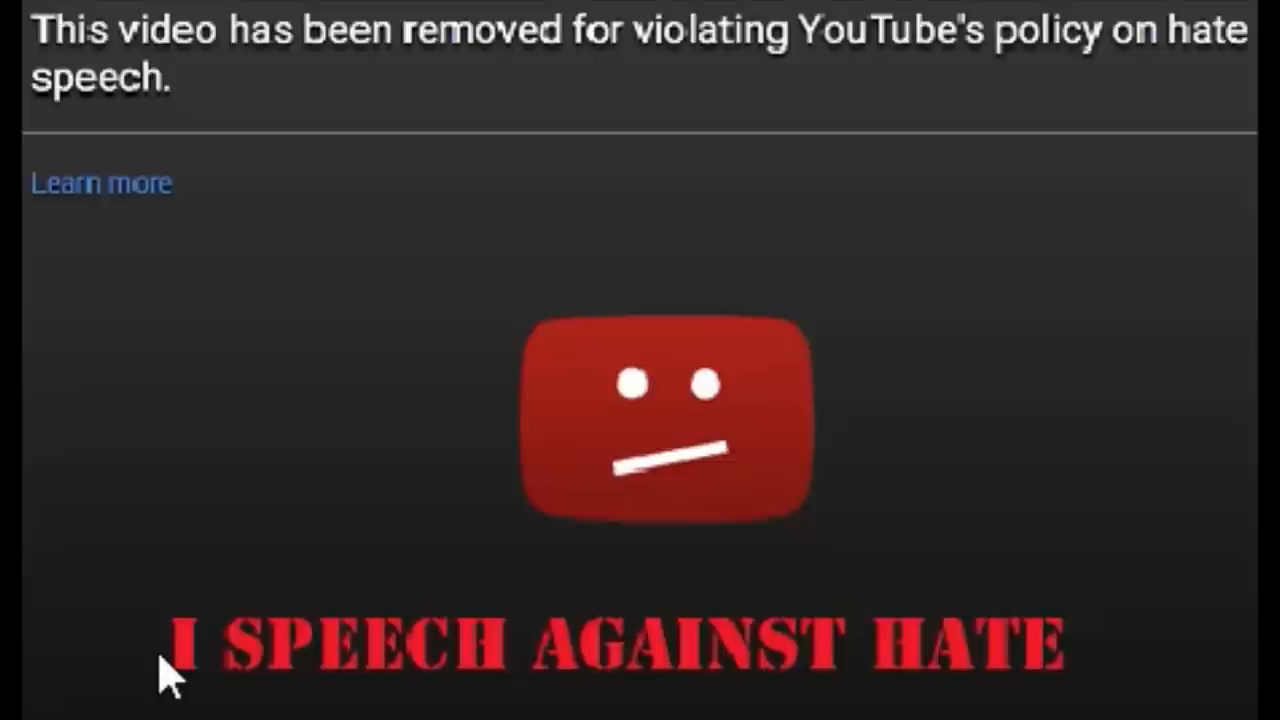 This video has been removed for violating YouTube's policy on hate
speech.
Learn more
I SPEECH AGAINST HATE